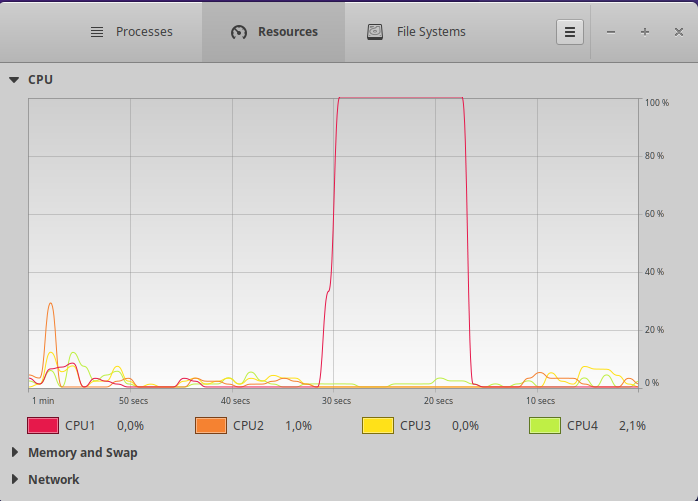 Processes Resources File Systems
CPU
100 %
80 %
60 %
40 %
20 %
0 %
1 min 50 secs 40 secs 30 secs 20 secs 10 secs
CPU1 0,0% CPU2 1,0% CPU3 0,0% CPU4 2,1%
Memory and Swap
Network